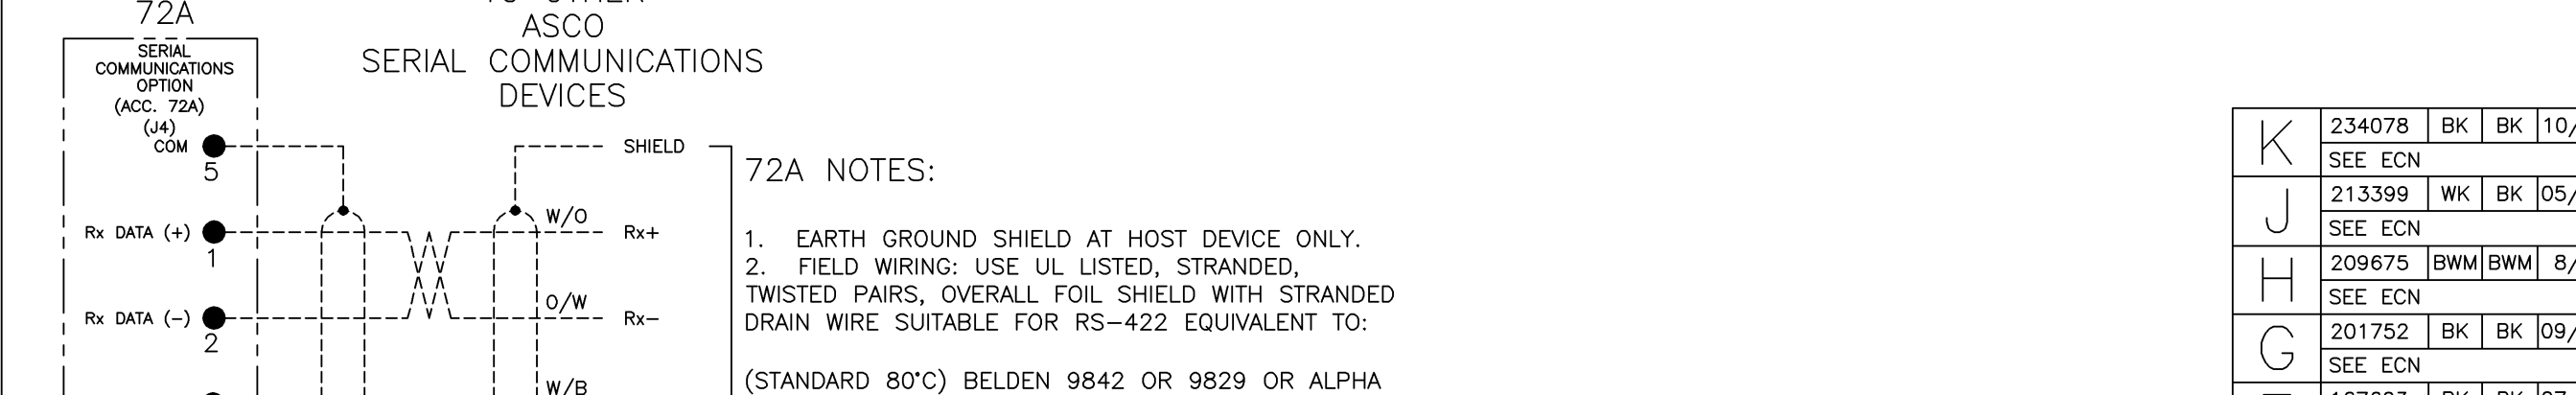 72A
ASCO
SERIAL COMMUNICATIONS
DEVICES
SERIAL
COMMUNICATIONS
OPTION
(ACC. 72A)
(J4)
COM
5
SHIELD
Rx DATA (+)
1
W/O
Rx+
Rx DATA (-)
2
O/W
Rx-
W/B
72A NOTES:
1. EARTH GROUND SHIELD AT HOST DEVICE ONLY.
2. FIELD WIRING: USE UL LISTED, STRANDED,
TWISTED PAIRS, OVERALL FOIL SHIELD WITH STRANDED
DRAIN WIRE SUITABLE FOR RS-422 EQUIVALENT TO:
(STANDARD 80°C) BELDEN 9842 OR 9829 OR ALPHA
K 234078 BK BK 10/
SEE ECN
J 213399 WK BK 05/
SEE ECN
H 209675 BWM BWM 8/
SEE ECN
G 201752 BK BK 09/
SEE ECN